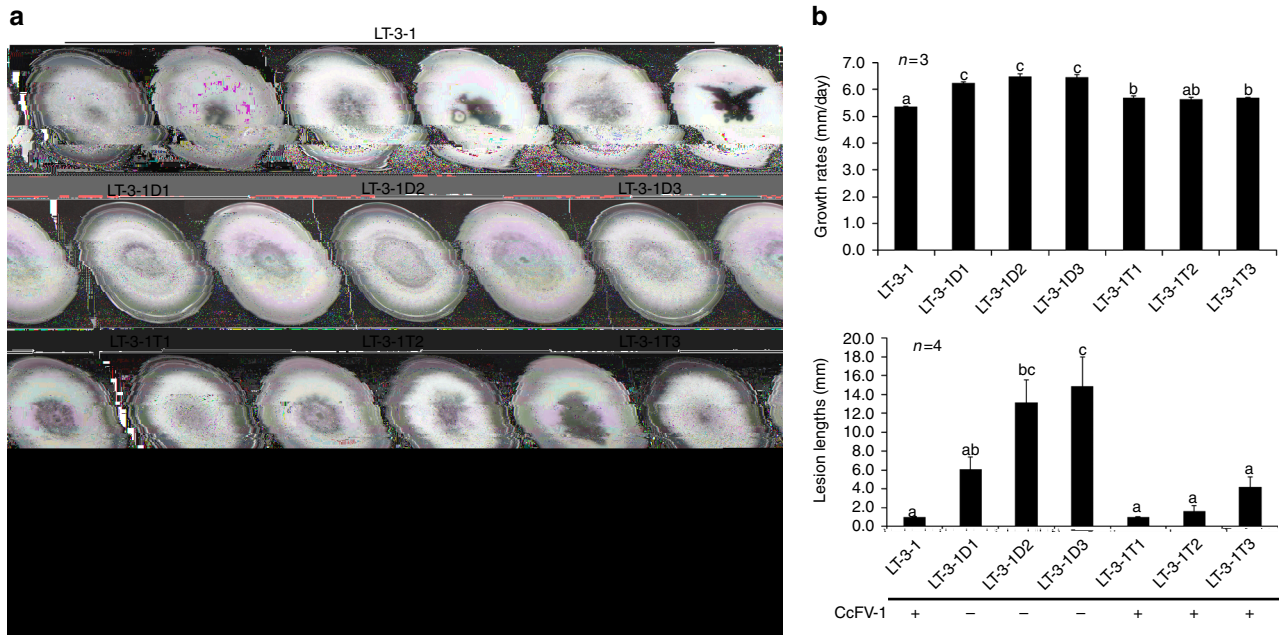 a
LT-3-1
LT-3-1D1 LT-3-1D2 LT-3-1D3
LT-3-1T1 LT-3-1T2 LT-3-1T3
b
n=3
Growth rates (mm/day)
7.0
6.0
5.0
4.0
3.0
2.0
1.0
0.0
a c c c b ab b
LT-3-1 LT-3-1D1 LT-3-1D2 LT-3-1D3 LT-3-1T1 LT-3-1T2 LT-3-1T3
n=4
Lesion lengths (mm)
20.0
18.0
16.0
14.0
12.0
10.0
8.0
6.0
4.0
2.0
0.0
a ab bc c a a a
LT-3-1 LT-3-1D1 LT-3-1D2 LT-3-1D3 LT-3-1T1 LT-3-1T2 LT-3-1T3
CcFV-1 + – – – + + +